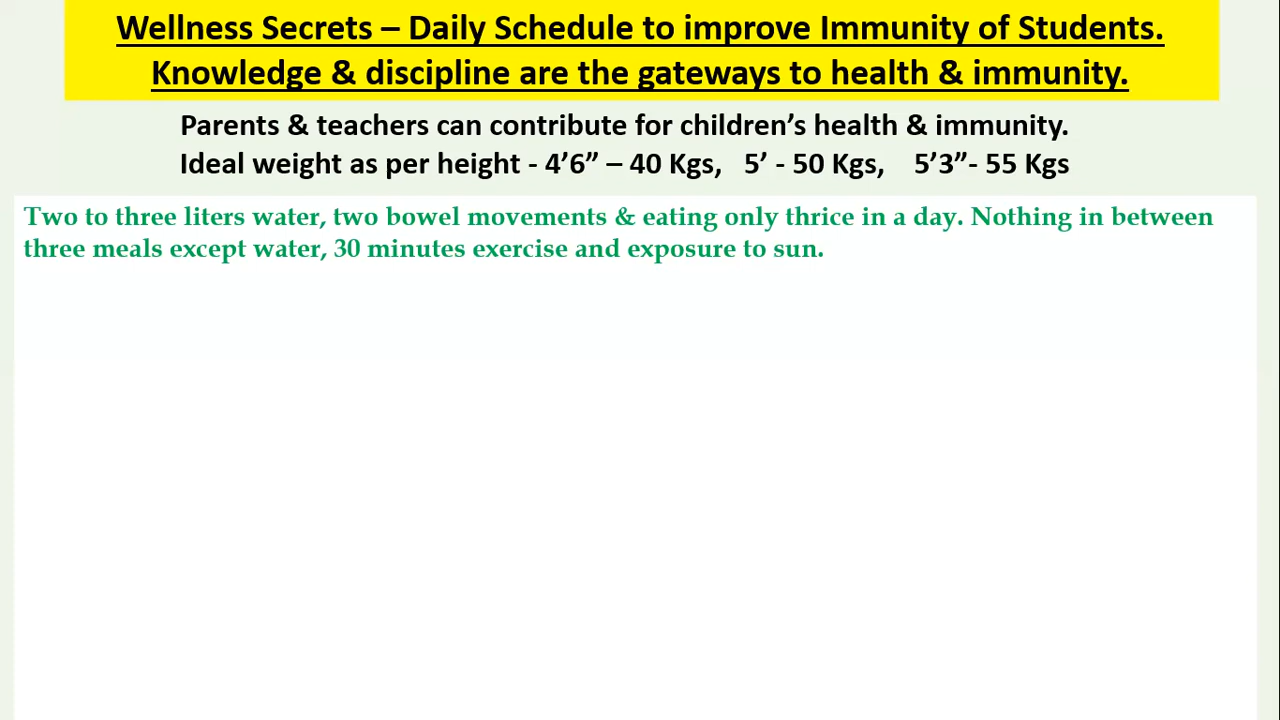 Wellness Secrets – Daily Schedule to improve Immunity of Students.
Knowledge & discipline are the gateways to health & immunity.
Parents & teachers can contribute for children’s health & immunity.
Ideal weight as per height - 4’6” – 40 Kgs, 5’ - 50 Kgs, 5’3”- 55 Kgs
Two to three liters water, two bowel movements & eating only thrice in a day. Nothing in between
three meals except water, 30 minutes exercise and exposure to sun.